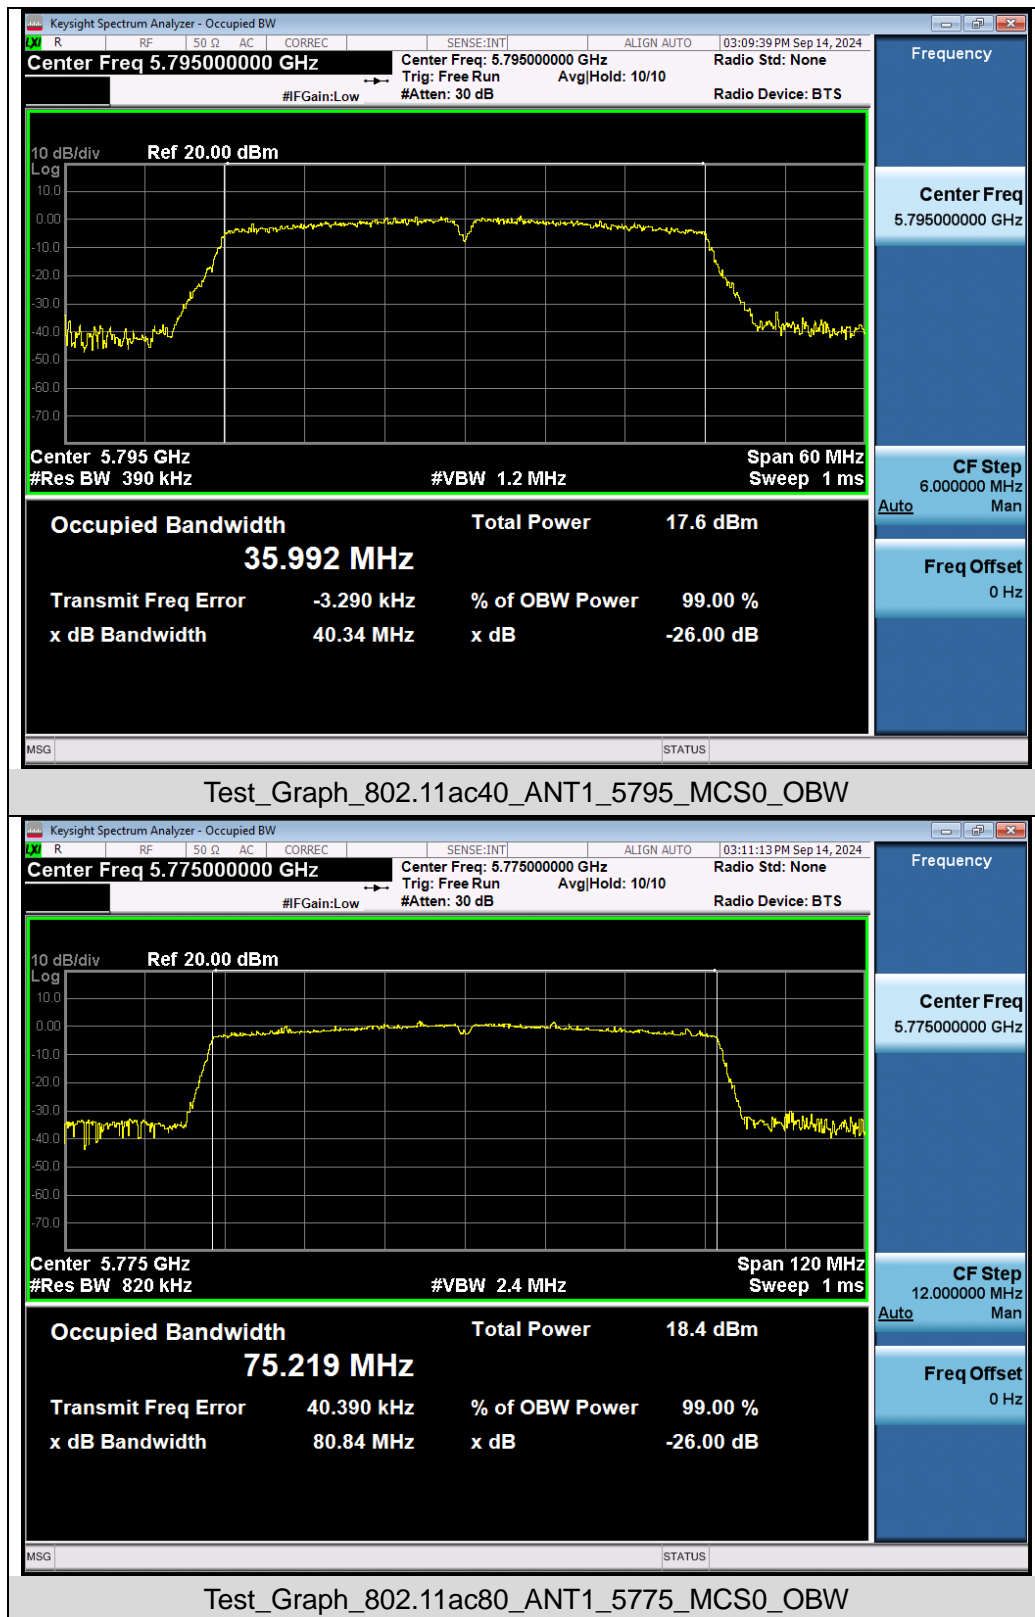 Keysight Spectrum Analyzer - Occupied BW
LXI R RF 50 Ω AC CORREC SENSE:INT ALIGN AUTO 03:09:39 PM Sep 14, 2024
Center Freq 5.795000000 GHz
Center Freq: 5.795000000 GHz
Radio Std: None
Trig: Free Run Avg|Hold: 10/10
#IFGain:Low
#Atten: 30 dB
Radio Device: BTS
Frequency
10 dB/div Ref 20.00 dBm
Log
10.0
0.00
-10.0
-20.0
-30.0
-40.0
-50.0
-60.0
-70.0
Center Freq
5.795000000 GHz
Center 5.795 GHz Span 60 MHz
#Res BW 390 kHz #VBW 1.2 MHz Sweep 1 ms
CF Step
6.000000 MHz
Auto Man
Occupied Bandwidth Total Power 17.6 dBm
35.992 MHz
Freq Offset
0 Hz
Transmit Freq Error -3.290 kHz % of OBW Power 99.00 %
x dB Bandwidth 40.34 MHz x dB -26.00 dB
MSG STATUS
Test_Graph_802.11ac40_ANT1_5795_MCS0_OBW
Keysight Spectrum Analyzer - Occupied BW
LXI R RF 50 Ω AC CORREC SENSE:INT ALIGN AUTO 03:11:13 PM Sep 14, 2024
Center Freq 5.775000000 GHz
Center Freq: 5.775000000 GHz
Radio Std: None
Trig: Free Run Avg|Hold: 10/10
#IFGain:Low
#Atten: 30 dB
Radio Device: BTS
Frequency
10 dB/div Ref 20.00 dBm
Log
10.0
0.00
-10.0
-20.0
-30.0
-40.0
-50.0
-60.0
-70.0
Center Freq
5.775000000 GHz
Center 5.775 GHz Span 120 MHz
#Res BW 820 kHz #VBW 2.4 MHz Sweep 1 ms
CF Step
12.000000 MHz
Auto Man
Occupied Bandwidth Total Power 18.4 dBm
75.219 MHz
Freq Offset
0 Hz
Transmit Freq Error 40.390 kHz % of OBW Power 99.00 %
x dB Bandwidth 80.84 MHz x dB -26.00 dB
MSG STATUS
Test_Graph_802.11ac80_ANT1_5775_MCS0_OBW